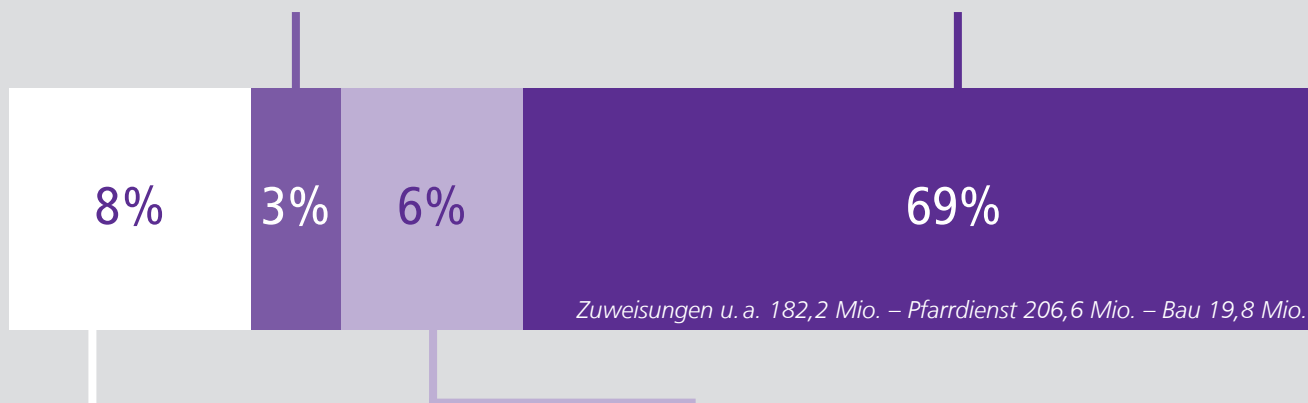 8% 3% 6% 69%
Zuweisungen u. a. 182,2 Mio. – Pfarrdienst 206,6 Mio. – Bau 19,8 Mio.